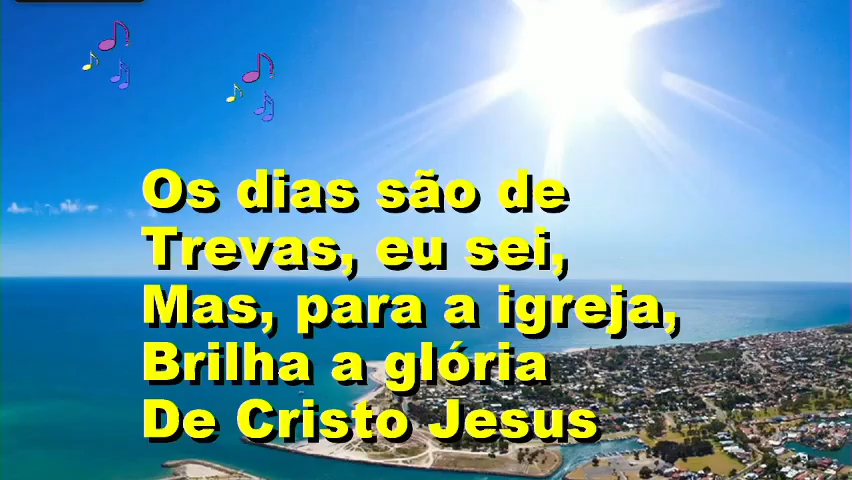 Os dias são de
Trevas, eu sei,
Mas, para a igreja,
Brilha a glória
De Cristo Jesus